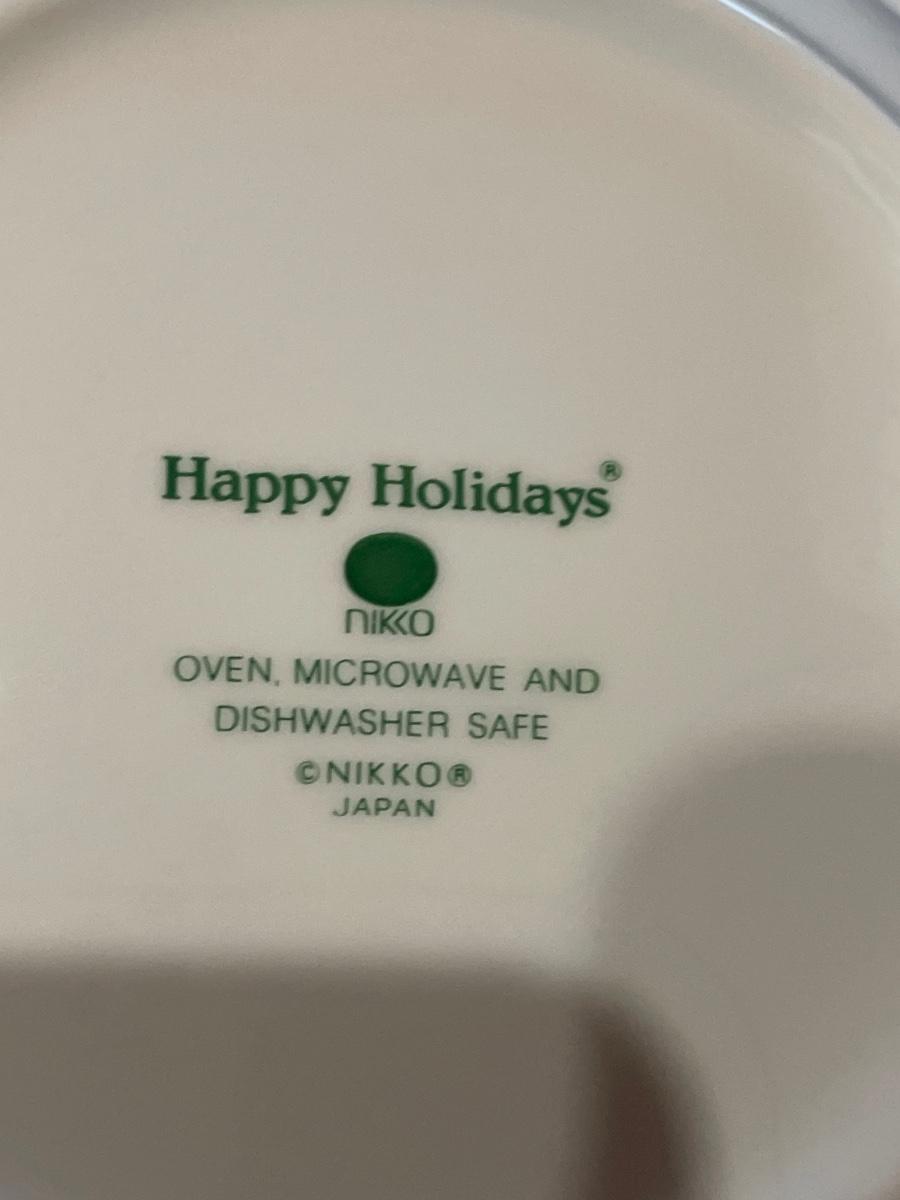 Happy Holidays®
NIKKO
OVEN, MICROWAVE AND
DISHWASHER SAFE
©NIKKO®
JAPAN